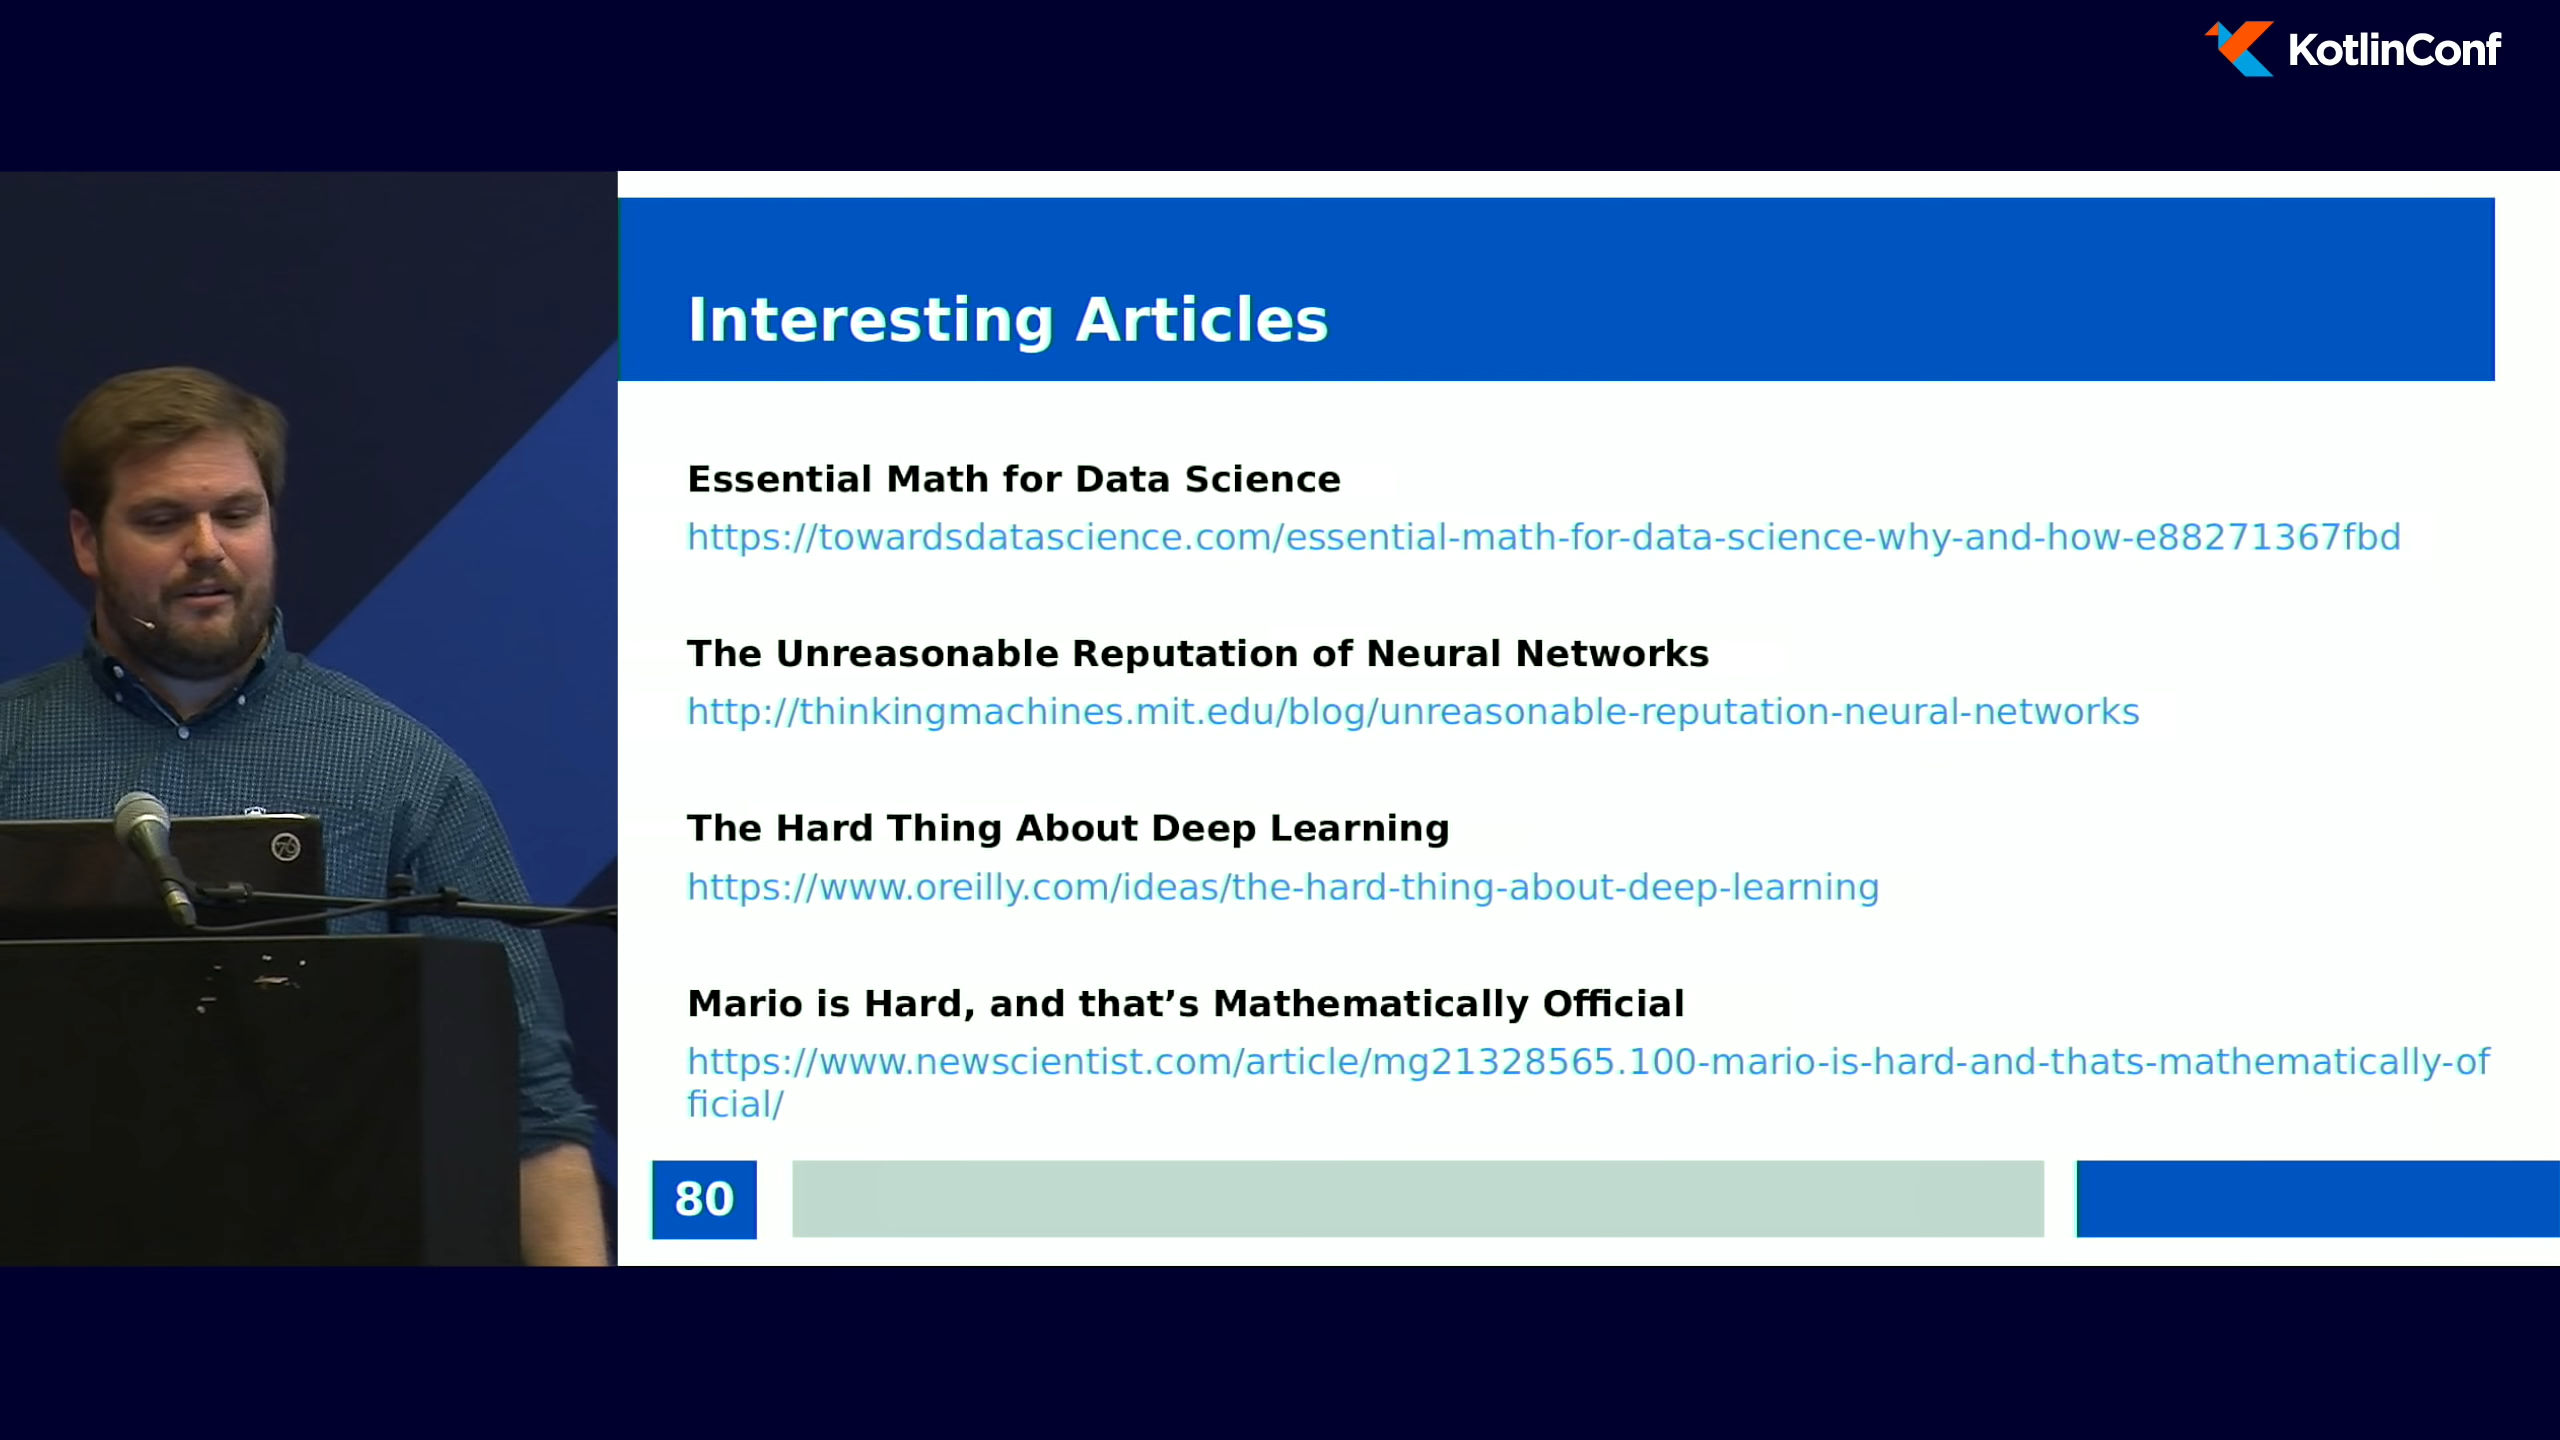 KotlinConf
Interesting Articles
Essential Math for Data Science
https://towardsdatascience.com/essential-math-for-data-science-why-and-how-e88271367fbd
The Unreasonable Reputation of Neural Networks
http://thinkingmachines.mit.edu/blog/unreasonable-reputation-neural-networks
The Hard Thing About Deep Learning
https://www.oreilly.com/ideas/the-hard-thing-about-deep-learning
Mario is Hard, and that’s Mathematically Official
https://www.newscientist.com/article/mg21328565.100-mario-is-hard-and-thats-mathematically-of
ficial/
80